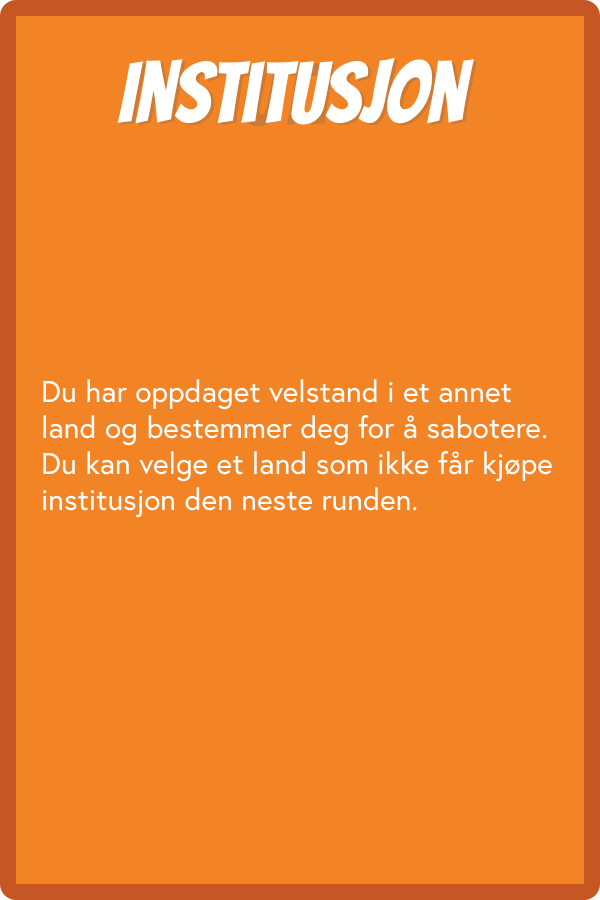 INSTITUSJON
Du har oppdaget velstand i et annet
land og bestemmer deg for å sabotere.
Du kan velge et land som ikke får kjøpe
institusjon den neste runden.